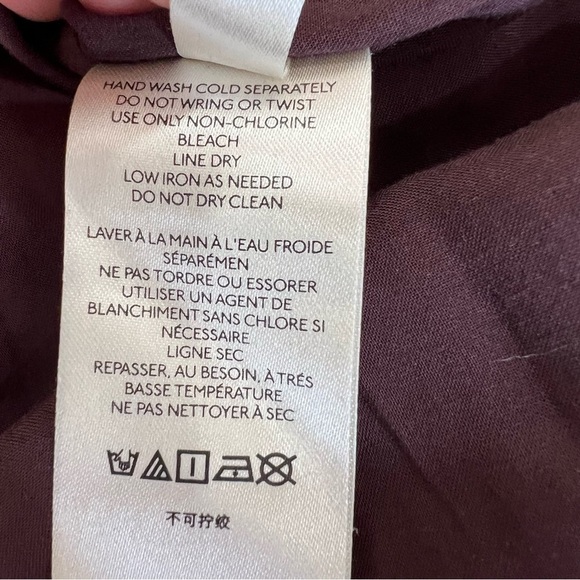 HAND WASH COLD SEPARATELY
DO NOT WRING OR TWIST
USE ONLY NON-CHLORINE
BLEACH
LINE DRY
LOW IRON AS NEEDED
DO NOT DRY CLEAN
LAVER À LA MAIN À L'EAU FROIDE
SÉPARÉMEN
NE PAS TORDRE OU ESSORER
UTILISER UN AGENT DE
BLANCHIMENT SANS CHLORE SI
NÉCESSAIRE
LIGNE SEC
REPASSER, AU BESOIN, À TRÉS
BASSE TEMPÉRATURE
NE PAS NETTOYER À SEC
不可拧绞